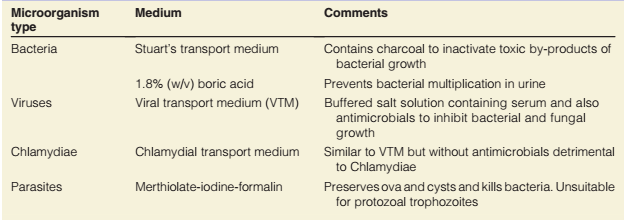 Microorganism type Medium Comments
Bacteria Stuart's transport medium Contains charcoal to inactivate toxic by-products of
bacterial growth
1.8% (w/v) boric acid Prevents bacterial multiplication in urine
Viruses Viral transport medium (VTM) Buffered salt solution containing serum and also
antimicrobials to inhibit bacterial and fungal
growth
Chlamydiae Chlamydial transport medium Similar to VTM but without antimicrobials detrimental
to Chlamydiae
Parasites Merthiolate-iodine-formalin Preserves ova and cysts and kills bacteria. Unsuitable
for protozoal trophozoites